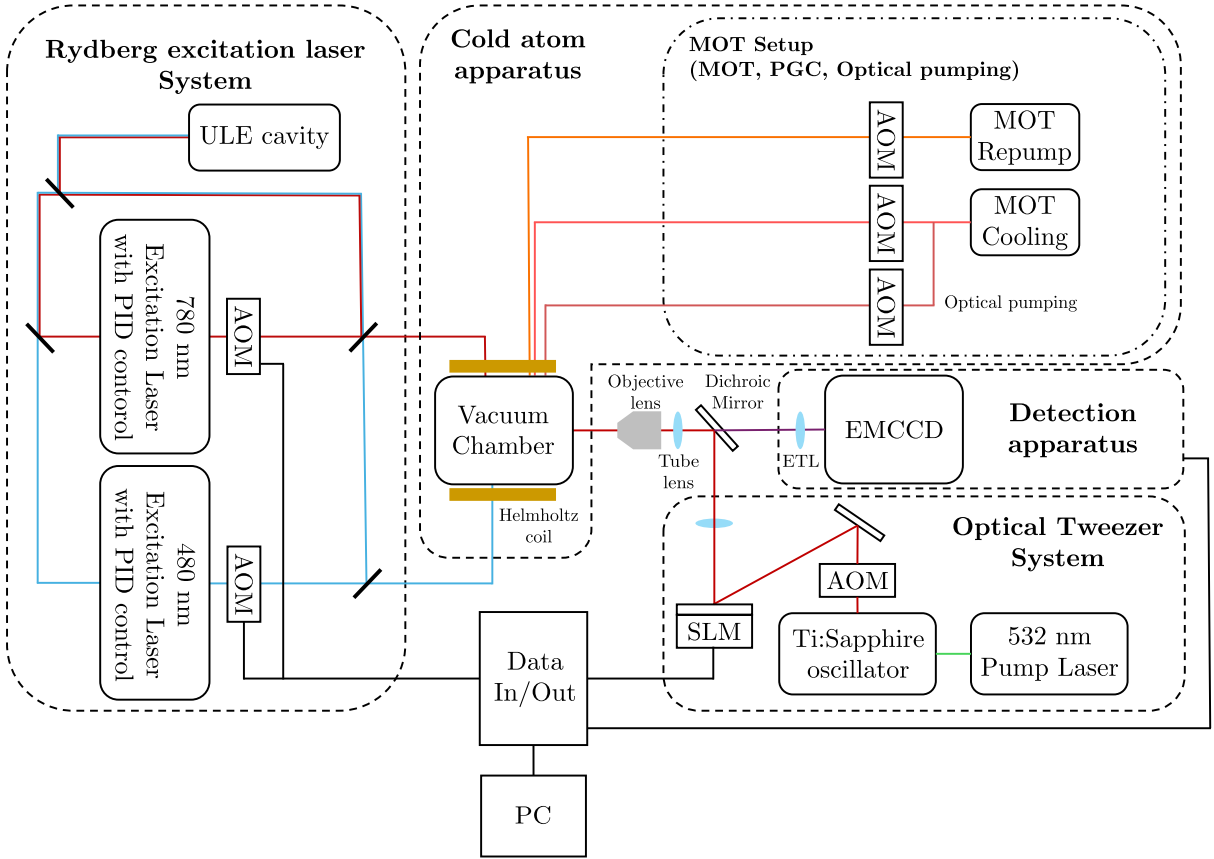 Rydberg excitation laser
System
ULE cavity
780 nm
Excitation Laser
with PID contorol
AOM
480 nm
Excitation Laser
with PID control
AOM
Cold atom
apparatus
MOT Setup
(MOT, PGC, Optical pumping)
AOM
MOT
Repump
AOM
MOT
Cooling
AOM
Optical pumping
Vacuum
Chamber
Helmholtz
coil
Objective
lens
Tube
lens
Dichroic
Mirror
ETL
EMCCD
Detection
apparatus
Optical Tweezer
System
AOM
SLM
Ti:Sapphire
oscillator
532 nm
Pump Laser
Data
In/Out
PC